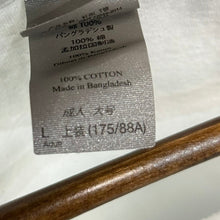 綿 100%
バングラデシュ製
100% 棉
孟加拉国制造
100% COTTON
Made in Bangladesh
成人 大号
L 上装(175/88A)
Adult